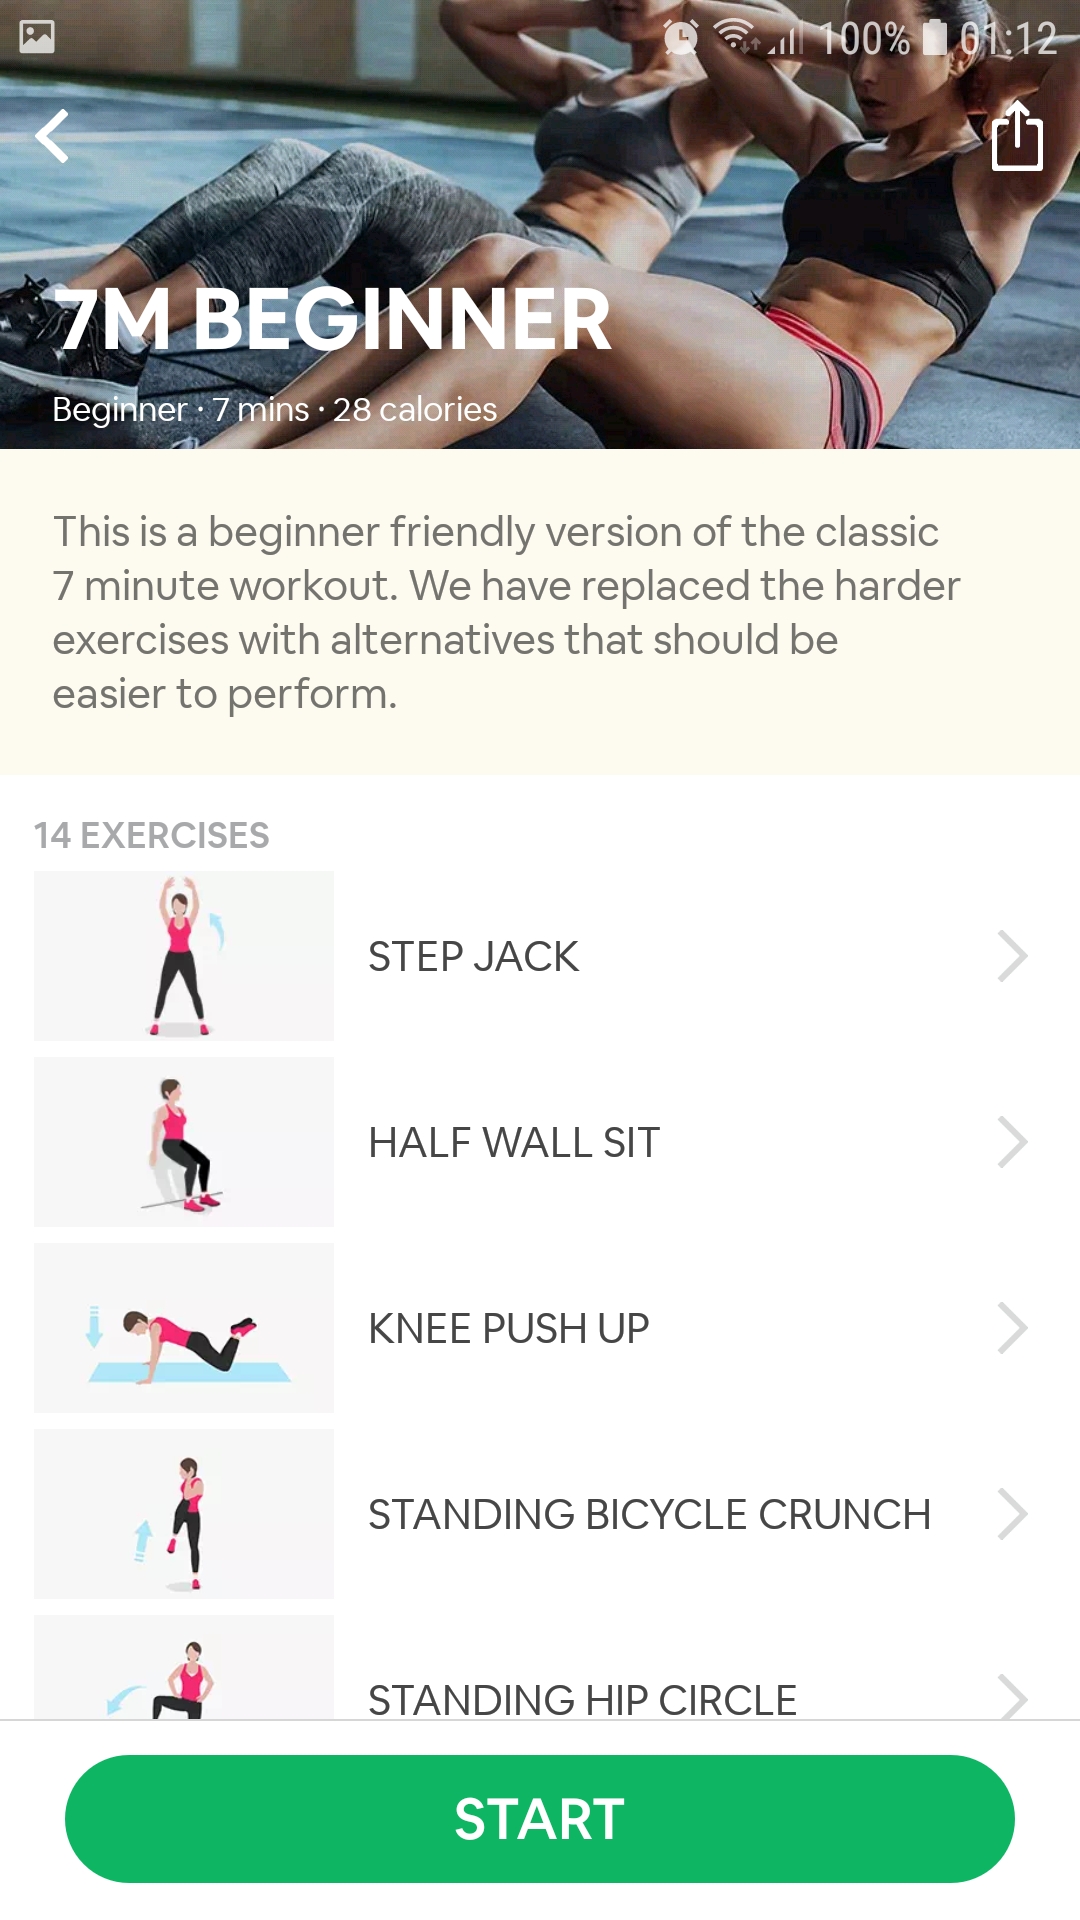 100% 01:12
7M BEGINNER
Beginner · 7 mins · 28 calories
This is a beginner friendly version of the classic
7 minute workout. We have replaced the harder
exercises with alternatives that should be
easier to perform.
14 EXERCISES
STEP JACK
HALF WALL SIT
KNEE PUSH UP
STANDING BICYCLE CRUNCH
STANDING HIP CIRCLE
START